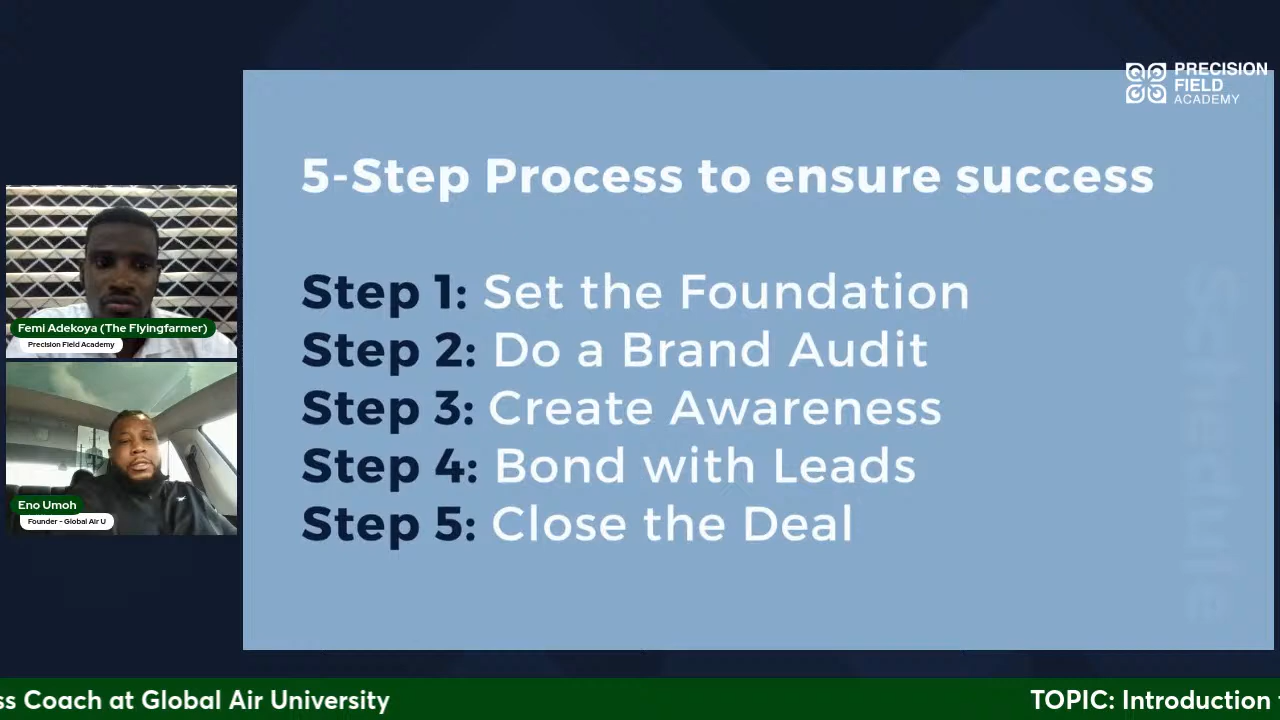 PRECISION
FIELD
ACADEMY
5-Step Process to ensure success
Step 1: Set the Foundation
Step 2: Do a Brand Audit
Step 3: Create Awareness
Step 4: Bond with Leads
Step 5: Close the Deal
Schedule
Femi Adekoya (The Flyingfarmer)
Precision Field Academy
Eno Umoh
Founder - Global Air U
ss Coach at Global Air University
TOPIC: Introduction